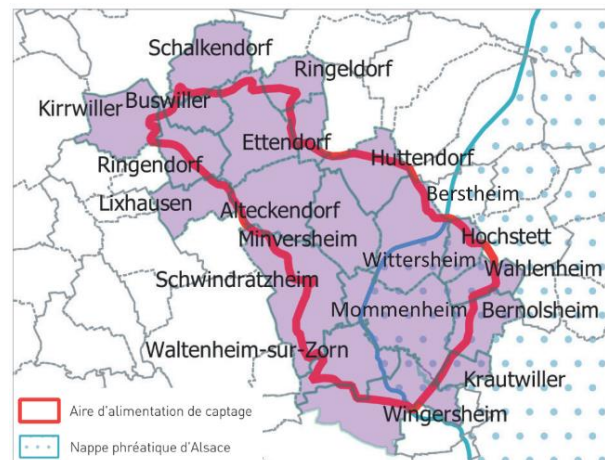 Schalkendorf
Ringeldorf
Kirrwiller
Buswiller
Ettendorf
Huttendorf
Ringendorf
Lixhausen
Alteckendorf
Berstheim
Minversheim
Hochstett
Wittersheim
Wahlenheim
Schwindratzheim
Mommenheim
Bernolsheim
Waltenheim-sur-Zorn
Krautwiller
Wingersheim
Aire d'alimentation de captage
Nappe phréatique d'Alsace